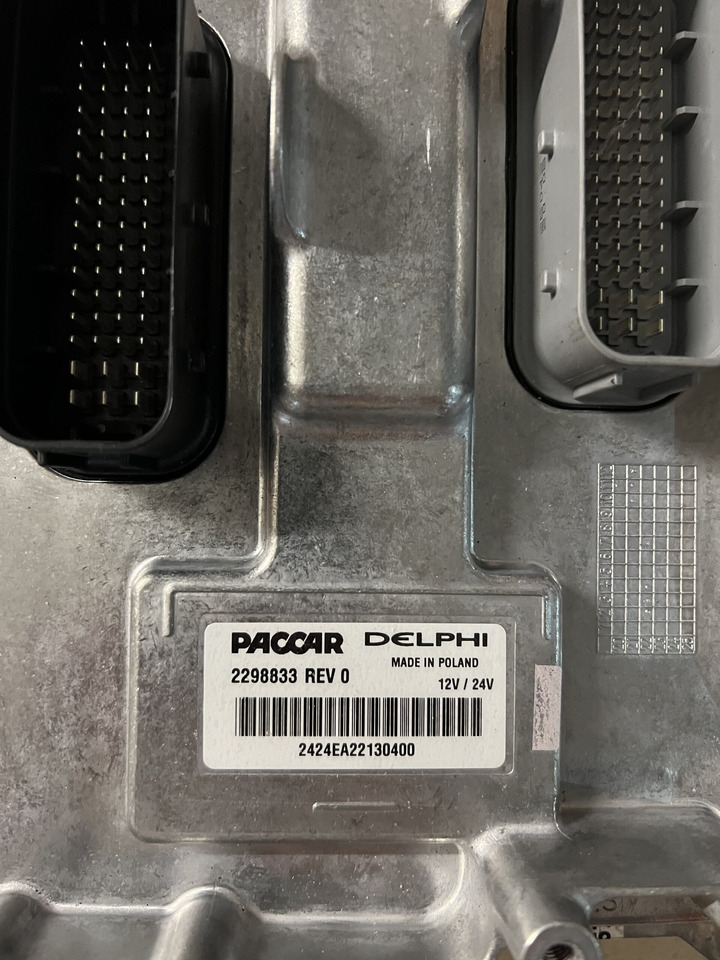 PACCAR DELPHI
MADE IN POLAND
2298833 REV 0
12V / 24V
2424EA22130400